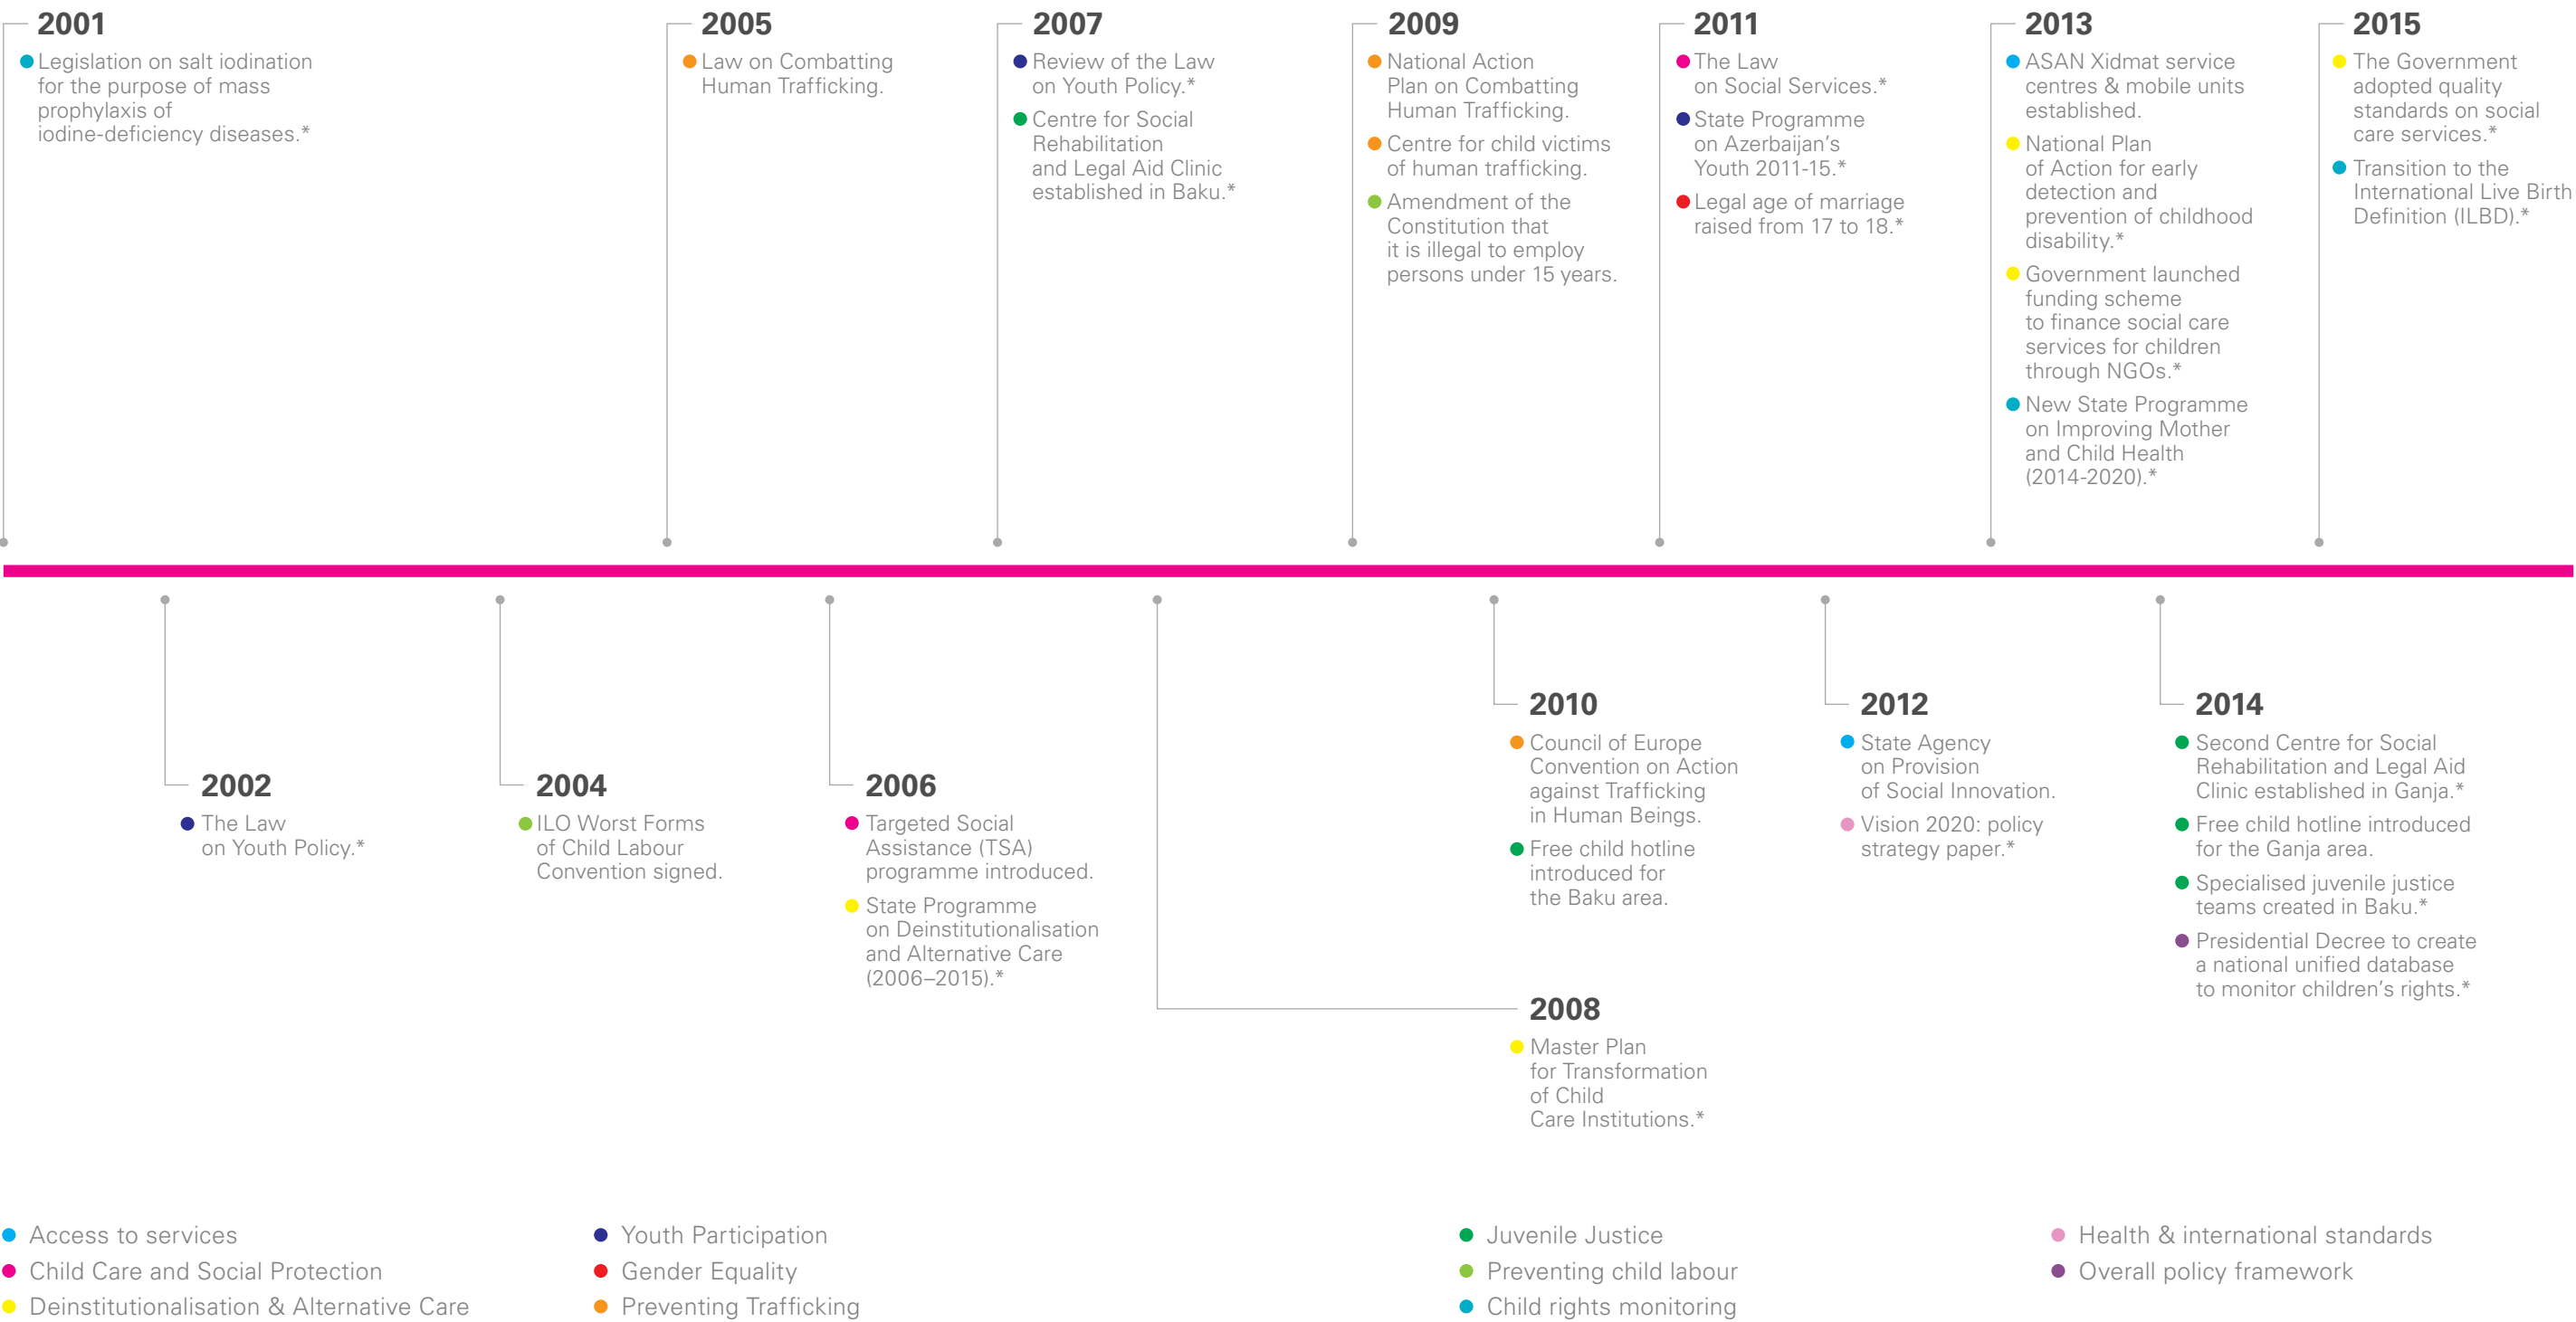 2001
Legislation on salt iodination
for the purpose of mass
prophylaxis of
iodine-deficiency diseases.*
2005
Law on Combatting
Human Trafficking.
2007
Review of the Law
on Youth Policy.*
Centre for Social
Rehabilitation
and Legal Aid Clinic
established in Baku.*
2009
National Action
Plan on Combatting
Human Trafficking.
Centre for child victims
of human trafficking.
Amendment of the
Constitution that
it is illegal to employ
persons under 15 years.
2011
The Law
on Social Services.*
State Programme
on Azerbaijan’s
Youth 2011-15.*
Legal age of marriage
raised from 17 to 18.*
2013
ASAN Xidmat service
centres & mobile units
established.
National Plan
of Action for early
detection and
prevention of childhood
disability.*
Government launched
funding scheme
to finance social care
services for children
through NGOs.*
New State Programme
on Improving Mother
and Child Health
(2014-2020).*
2015
The Government
adopted quality
standards on social
care services.*
Transition to the
International Live Birth
Definition (ILBD).*
2002
The Law
on Youth Policy.*
2004
ILO Worst Forms
of Child Labour
Convention signed.
2006
Targeted Social
Assistance (TSA)
programme introduced.
State Programme
on Deinstitutionalisation
and Alternative Care
(2006–2015).*
2008
Master Plan
for Transformation
of Child
Care Institutions.*
2010
Council of Europe
Convention on Action
against Trafficking
in Human Beings.
Free child hotline
introduced for
the Baku area.
2012
State Agency
on Provision
of Social Innovation.
Vision 2020: policy
strategy paper.*
2014
Second Centre for Social
Rehabilitation and Legal Aid
Clinic established in Ganja.*
Free child hotline introduced
for the Ganja area.
Specialised juvenile justice
teams created in Baku.*
Presidential Decree to create
a national unified database
to monitor children’s rights.*
Access to services
Child Care and Social Protection
Deinstitutionalisation & Alternative Care
Youth Participation
Gender Equality
Preventing Trafficking
Juvenile Justice
Preventing child labour
Child rights monitoring
Health & international standards
Overall policy framework